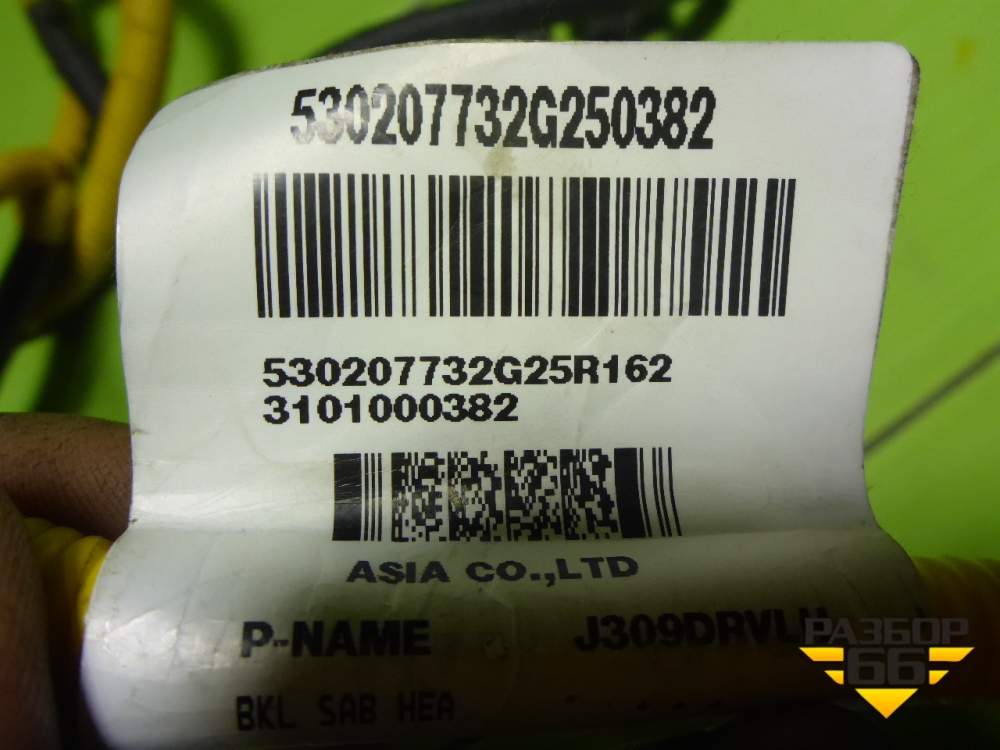 530207732G250382
530207732G25R162
3101000382
ASIA CO.,LTD
P-NAME
BKL SAB HEA
РАЗБОР
66